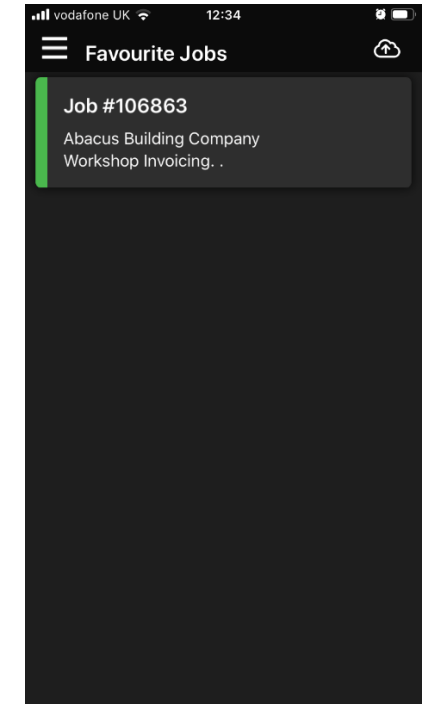 vodafone UK 12:34
Favourite Jobs
Job #106863
Abacus Building Company
Workshop Invoicing. .